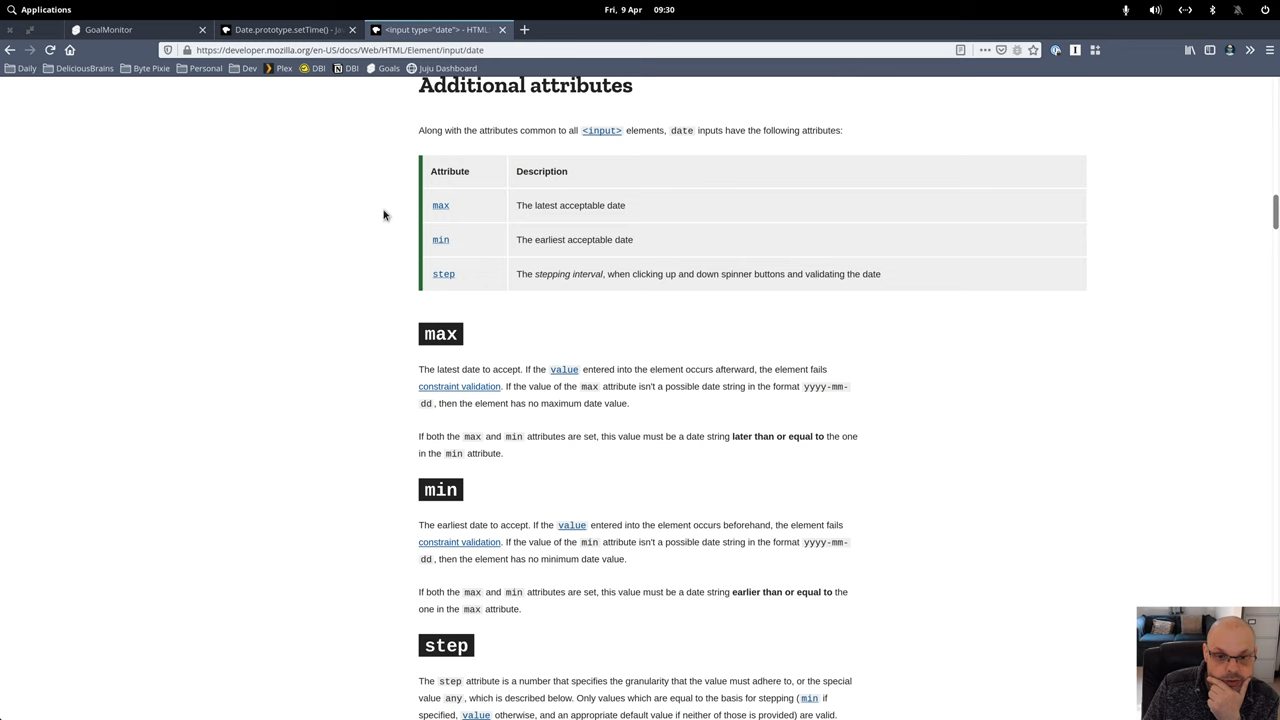 Applications
Fri, 9 Apr 09:30
GoalMonitor
Date.prototype.setTime() - Ja
<input type="date"> - HTML:
https://developer.mozilla.org/en-US/docs/Web/HTML/Element/input/date
Daily DeliciousBrains Byte Pixie Personal Dev Plex DBI DBI Goals Juju Dashboard
Additional attributes
Along with the attributes common to all <input> elements, date inputs have the following attributes:
Attribute Description
max The latest acceptable date
min The earliest acceptable date
step The stepping interval, when clicking up and down spinner buttons and validating the date
max
The latest date to accept. If the value entered into the element occurs afterward, the element fails
constraint validation. If the value of the max attribute isn't a possible date string in the format yyyy-mm-
dd, then the element has no maximum date value.
If both the max and min attributes are set, this value must be a date string later than or equal to the one
in the min attribute.
min
The earliest date to accept. If the value entered into the element occurs beforehand, the element fails
constraint validation. If the value of the min attribute isn't a possible date string in the format yyyy-mm-
dd, then the element has no minimum date value.
If both the max and min attributes are set, this value must be a date string earlier than or equal to the
one in the max attribute.
step
The step attribute is a number that specifies the granularity that the value must adhere to, or the special
value any, which is described below. Only values which are equal to the basis for stepping (min if
specified, value otherwise, and an appropriate default value if neither of those is provided) are valid.